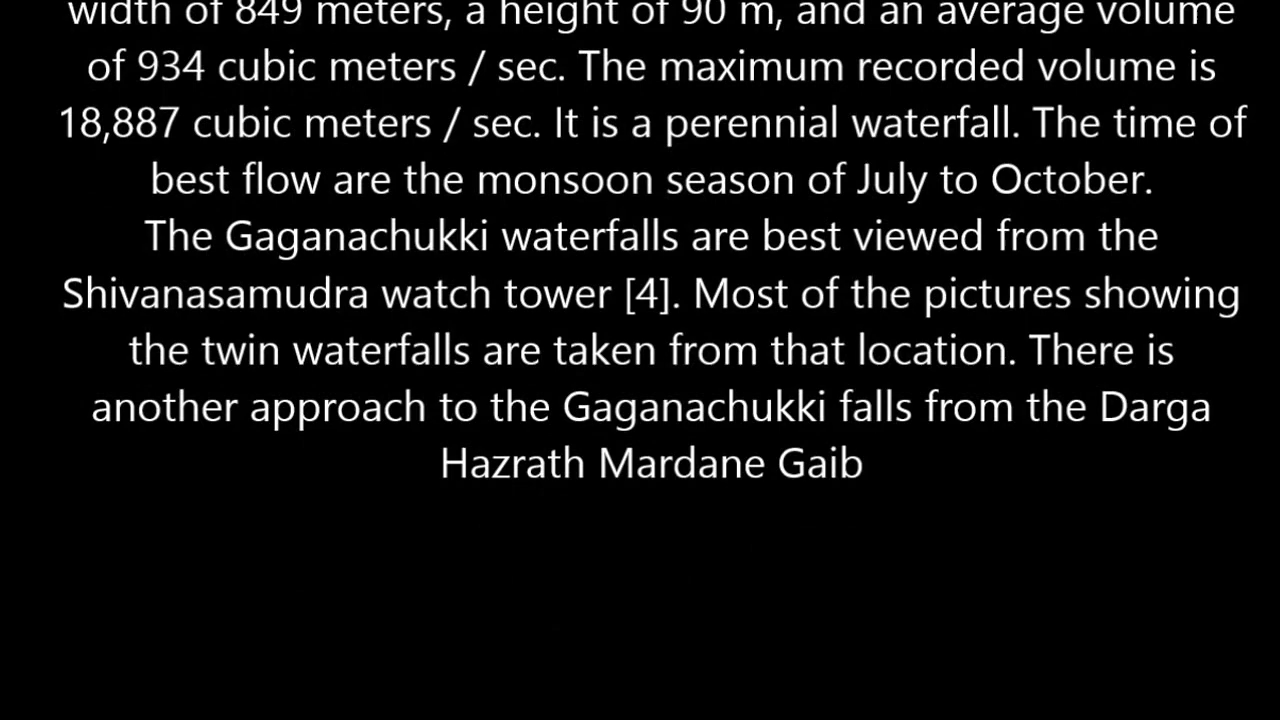 width of 849 meters, a height of 90 m, and an average volume
of 934 cubic meters / sec. The maximum recorded volume is
18,887 cubic meters / sec. It is a perennial waterfall. The time of
best flow are the monsoon season of July to October.
The Gaganachukki waterfalls are best viewed from the
Shivanasamudra watch tower [4]. Most of the pictures showing
the twin waterfalls are taken from that location. There is
another approach to the Gaganachukki falls from the Darga
Hazrath Mardane Gaib